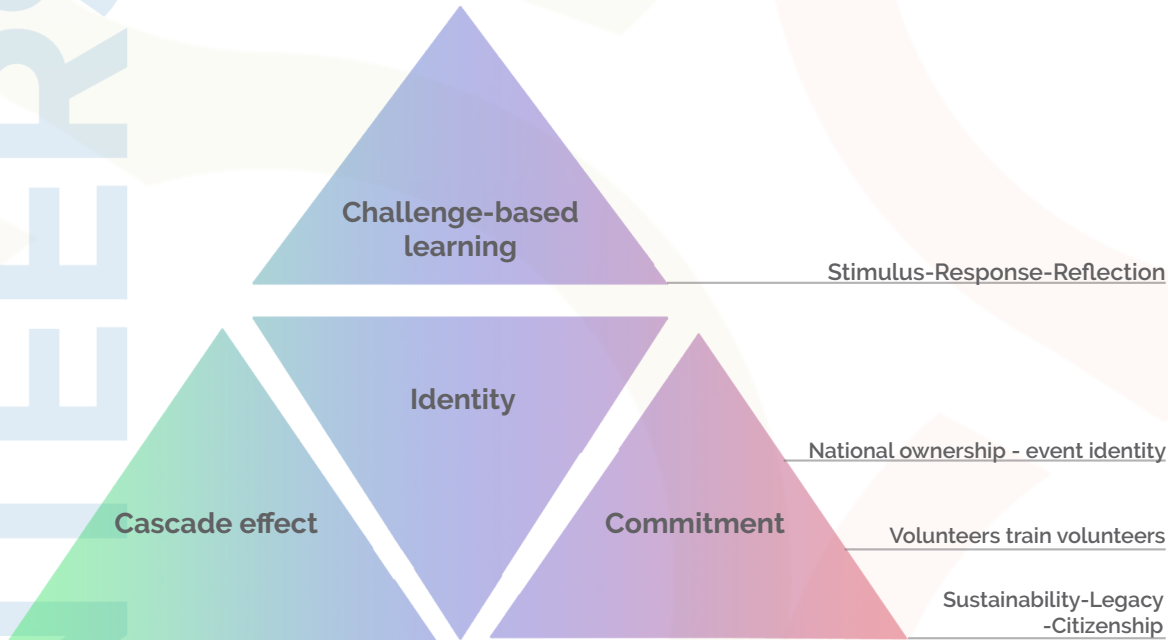 Challenge-based
learning
Stimulus-Response-Reflection
Identity
National ownership - event identity
Cascade effect
Commitment
Volunteers train volunteers
Sustainability-Legacy
-Citizenship